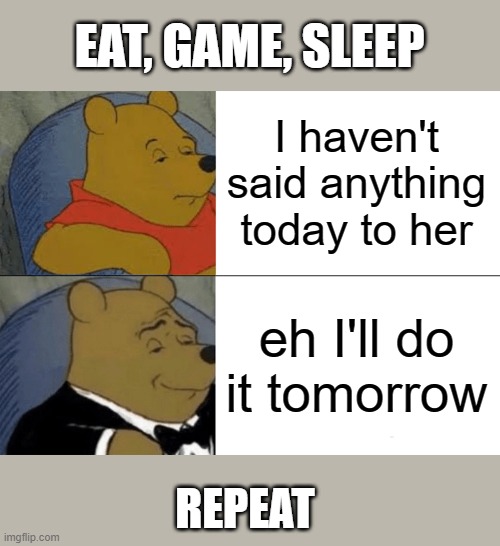 EAT, GAME, SLEEP
I haven't
said anything
today to her
eh I'll do
it tomorrow
REPEAT
imgflip.com